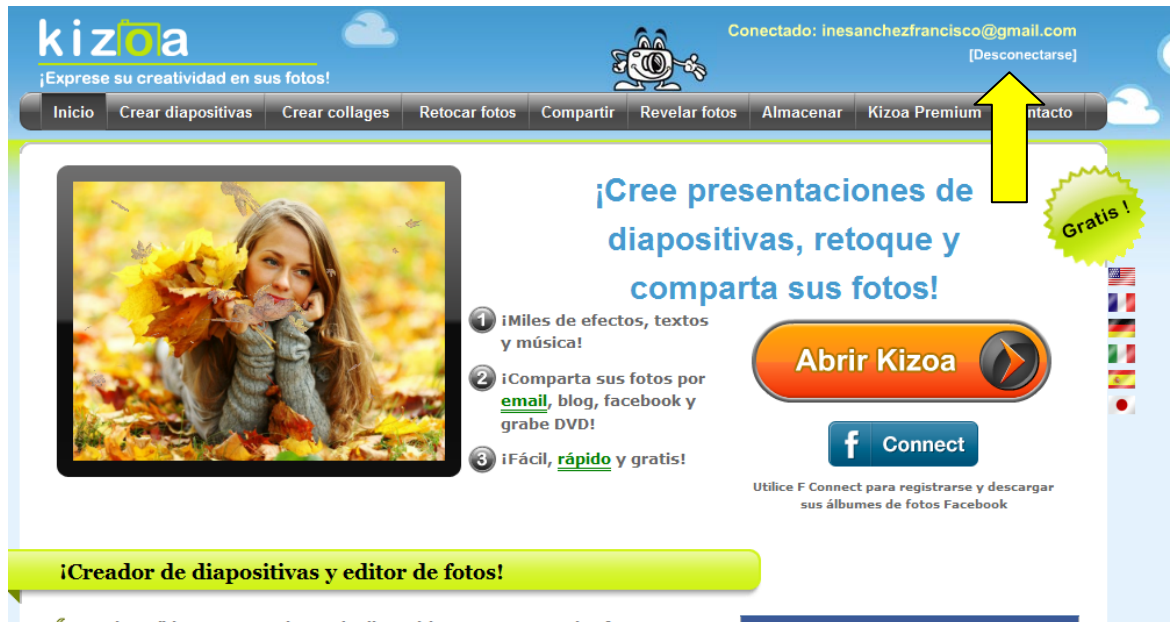 kizoa
¡Exprese su creatividad en sus fotos!
Conectado: inesanchezfrancisco@gmail.com
[Desconectarse]
Inicio Crear diapositivas Crear collages Retocar fotos Compartir Revelar fotos Almacenar Kizoa Premium
¡Cree presentaciones de
diapositivas, retoque y
comparta sus fotos!
Gratis !
1 ¡Miles de efectos, textos
y música!
2 ¡Comparta sus fotos por
email, blog, facebook y
grabe DVD!
3 ¡Fácil, rápido y gratis!
Abrir Kizoa
f Connect
Utilice F Connect para registrarse y descargar
sus álbumes de fotos Facebook
¡Creador de diapositivas y editor de fotos!